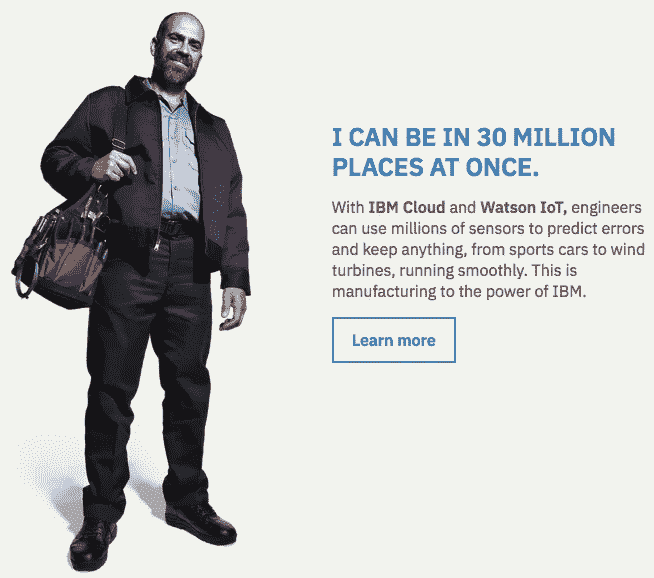 I CAN BE IN 30 MILLION
PLACES AT ONCE.
With IBM Cloud and Watson IoT, engineers
can use millions of sensors to predict errors
and keep anything, from sports cars to wind
turbines, running smoothly. This is
manufacturing to the power of IBM.
Learn more